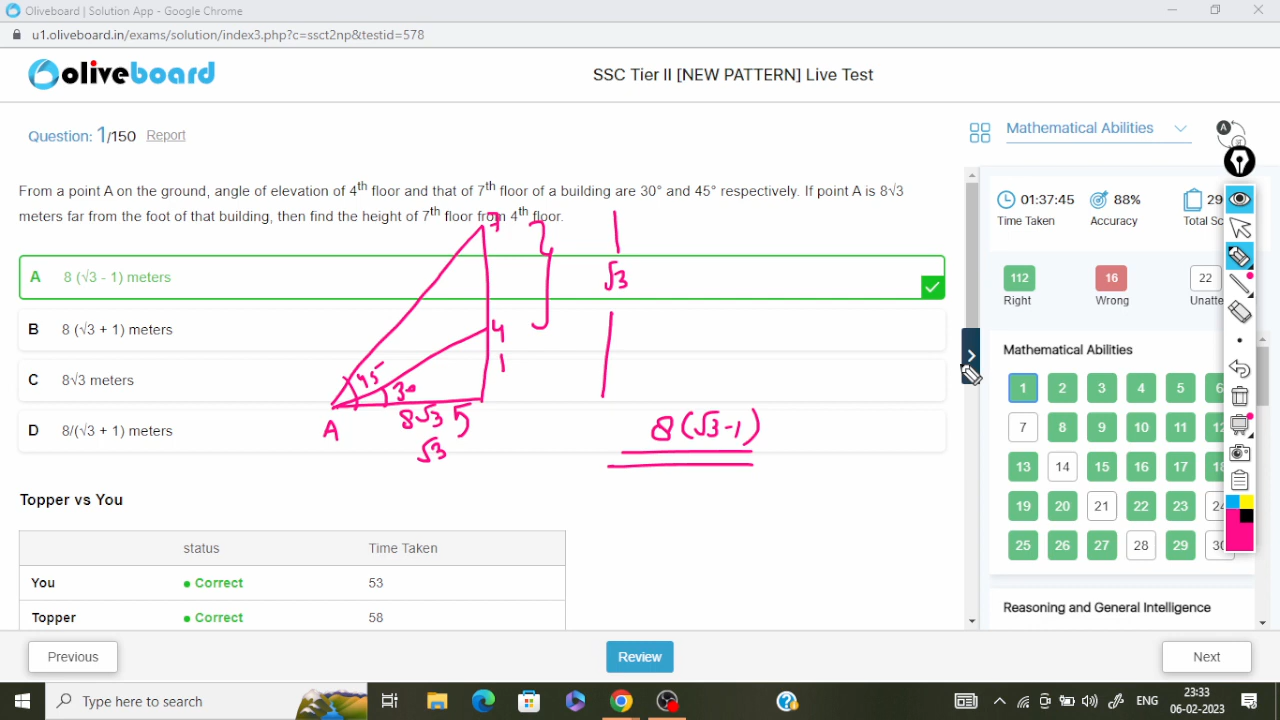 Oliveboard | Solution App - Google Chrome
u1.oliveboard.in/exams/solution/index3.php?c=ssct2np&testid=578
oliveboard
SSC Tier II [NEW PATTERN] Live Test
Question: 1/150 Report
Mathematical Abilities
A
From a point A on the ground, angle of elevation of 4th floor and that of 7th floor of a building are 30° and 45° respectively. If point A is 8√3
meters far from the foot of that building, then find the height of 7th floor from 4th floor.
A 8 (√3 - 1) meters
B 8 (√3 + 1) meters
C 8√3 meters
D 8/(√3 + 1) meters
7
1
√3
4
1
45
30
8√3
A
√3
8(√3-1)
01:37:45
Time Taken
88%
Accuracy
29
Total Sc
112
Right
16
Wrong
22
Unatte
Mathematical Abilities
1 2 3 4 5 6
7 8 9 10 11 12
13 14 15 16 17 18
19 20 21 22 23 24
25 26 27 28 29 30
Reasoning and General Intelligence
Topper vs You
status Time Taken
You Correct 53
Topper Correct 58
Previous
Review
Next
Type here to search
ENG
23:33
06-02-2023